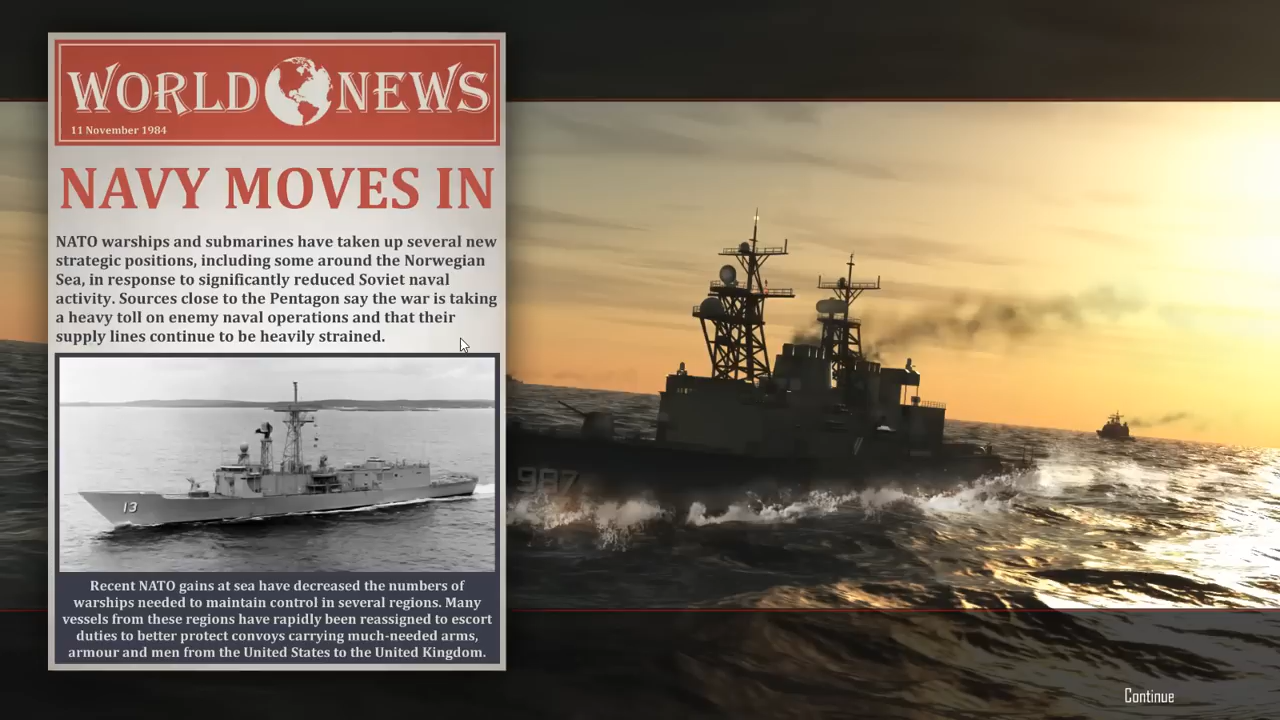 WORLD NEWS
11 November 1984
NAVY MOVES IN
NATO warships and submarines have taken up several new
strategic positions, including some around the Norwegian
Sea, in response to significantly reduced Soviet naval
activity. Sources close to the Pentagon say the war is taking
a heavy toll on enemy naval operations and that their
supply lines continue to be heavily strained.
13
987
Recent NATO gains at sea have decreased the numbers of
warships needed to maintain control in several regions. Many
vessels from these regions have rapidly been reassigned to escort
duties to better protect convoys carrying much-needed arms,
armour and men from the United States to the United Kingdom.
Continue